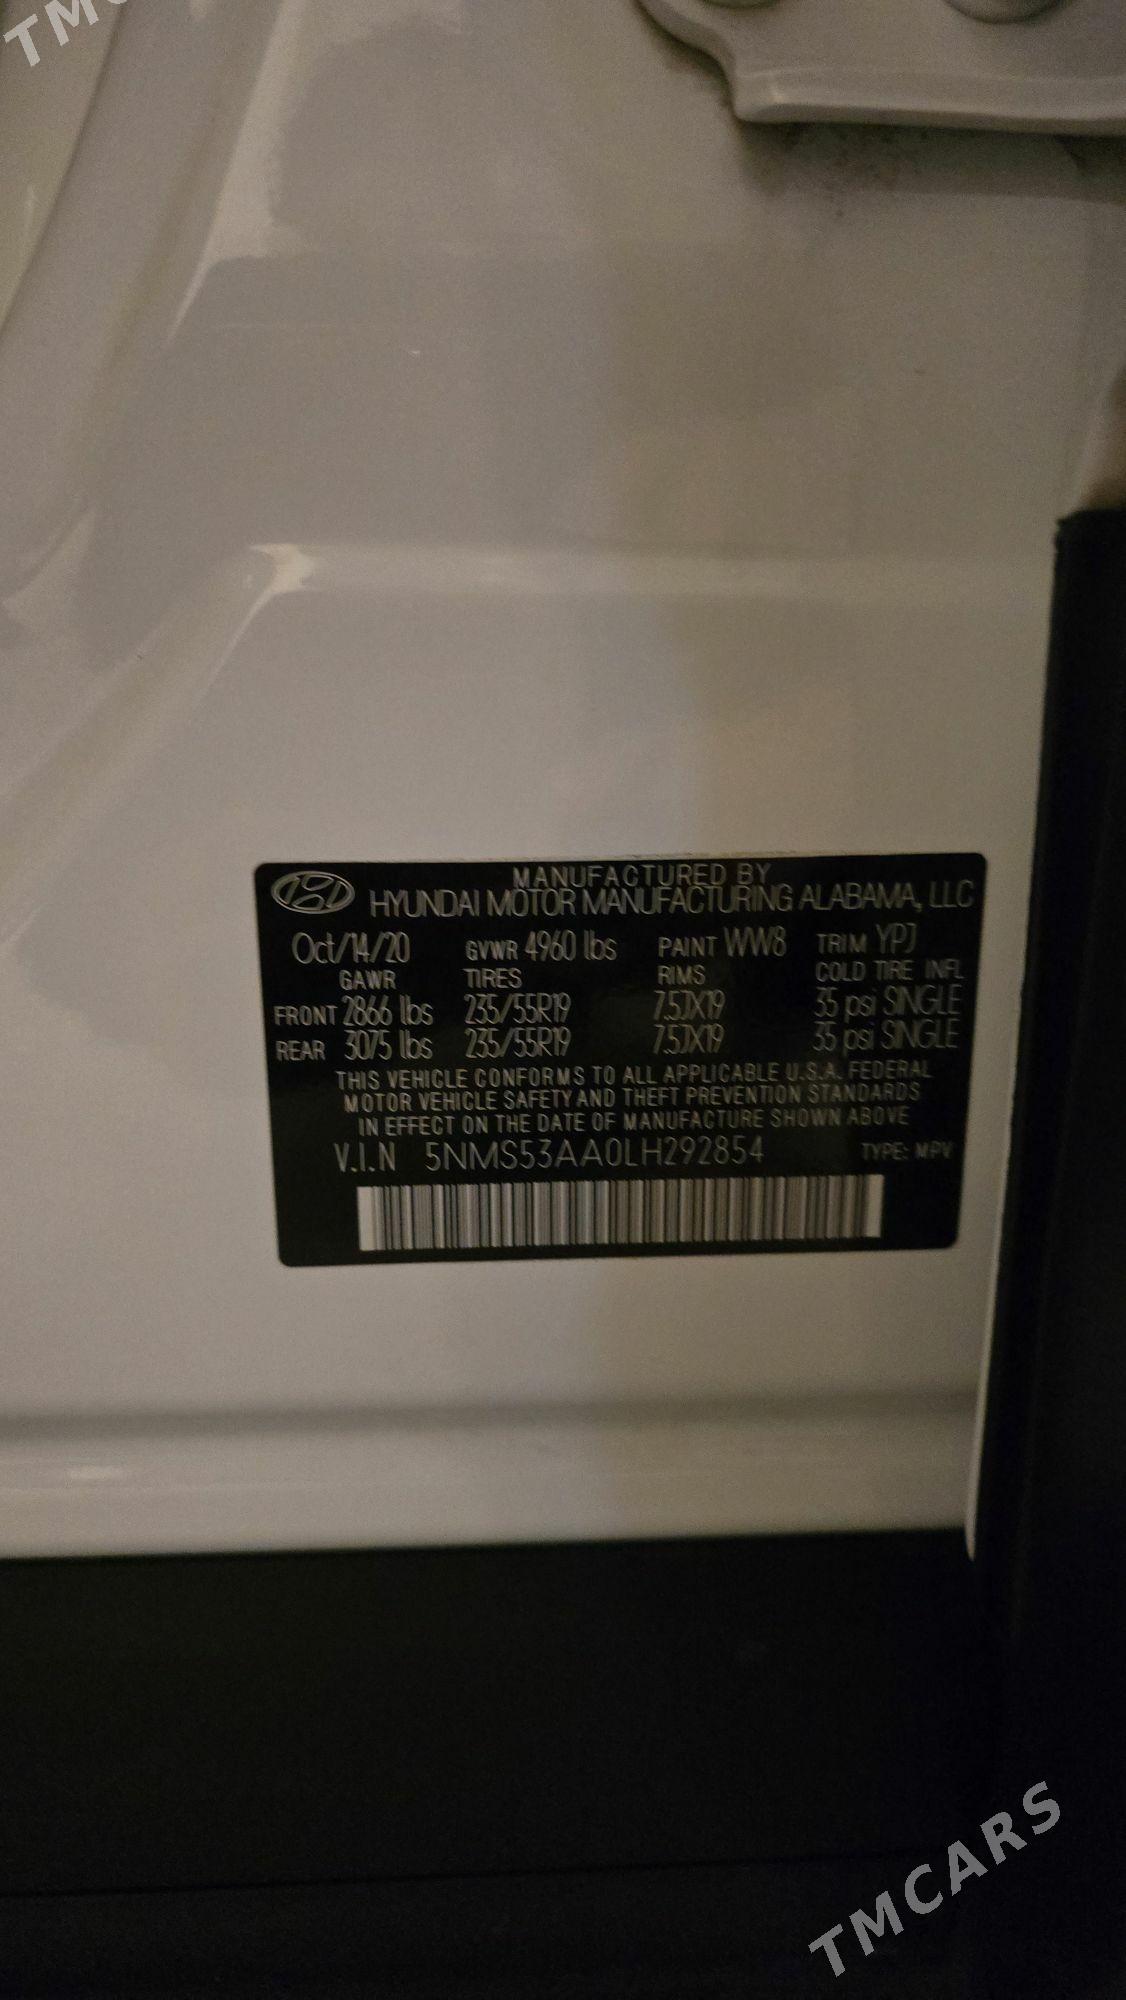 TMC
MANUFACTURED BY
HYUNDAI MOTOR MANUFACTURING ALABAMA, LLC
Oct/14/20 GVWR 4960 lbs PAINT WW8 TRIM YPJ
GAWR TIRES RIMS COLD TIRE INFL
FRONT 2866 lbs 235/55R19 7.5JX19 35 psi SINGLE
REAR 3075 lbs 235/55R19 7.5JX19 35 psi SINGLE
THIS VEHICLE CONFORMS TO ALL APPLICABLE U.S.A. FEDERAL
MOTOR VEHICLE SAFETY AND THEFT PREVENTION STANDARDS
IN EFFECT ON THE DATE OF MANUFACTURE SHOWN ABOVE
V.I.N 5NMS53AA0LH292854 TYPE: MPV
TMCARS